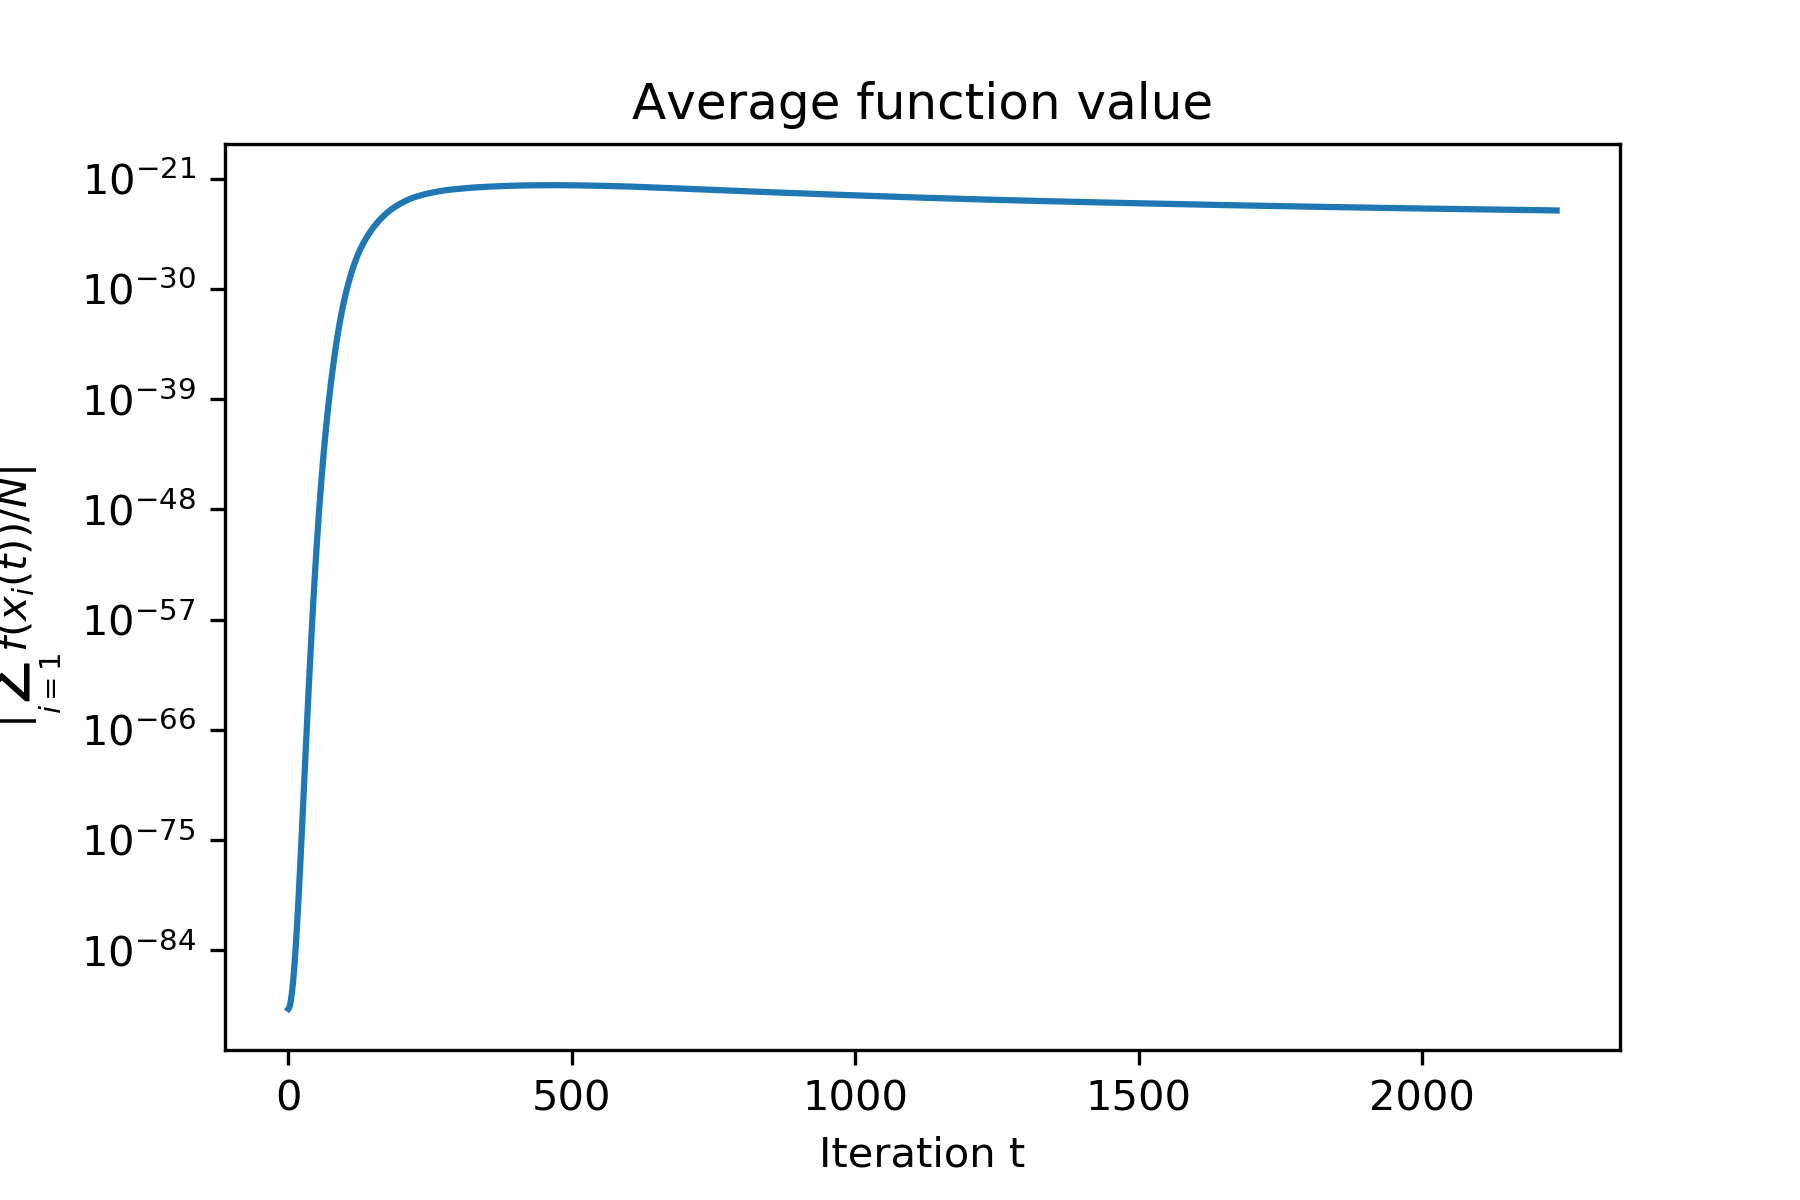 Average function value
10⁻²¹
10⁻³⁰
10⁻³⁹
10⁻⁴⁸
10⁻⁵⁷
10⁻⁶⁶
10⁻⁷⁵
10⁻⁸⁴
|∑ᵢ₌₁ f(xᵢ(t))/N|
0 500 1000 1500 2000
Iteration t